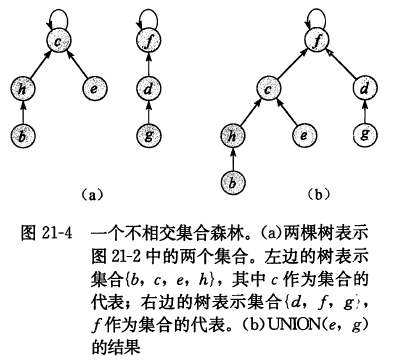 c
f
h
e
d
b
g
f
c
d
h
e
g
b
(a)
(b)
图 21-4 一个不相交集合森林。(a)两棵树表示
图 21-2 中的两个集合。左边的树表示
集合{b, c, e, h}, 其中 c 作为集合的
代表; 右边的树表示集合{d, f, g},
f 作为集合的代表。(b)UNION(e, g)
的结果